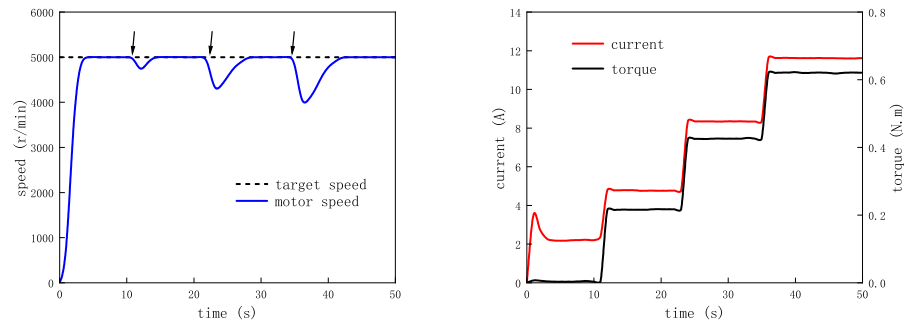 6000
5000
4000
3000
2000
1000
0
speed (r/min)
target speed
motor speed
0 10 20 30 40 50
time (s)
14
12
10
8
6
4
2
0
current (A)
current
torque
0.8
0.6
0.4
0.2
0.0
torque (N.m)
0 10 20 30 40 50
time (s)